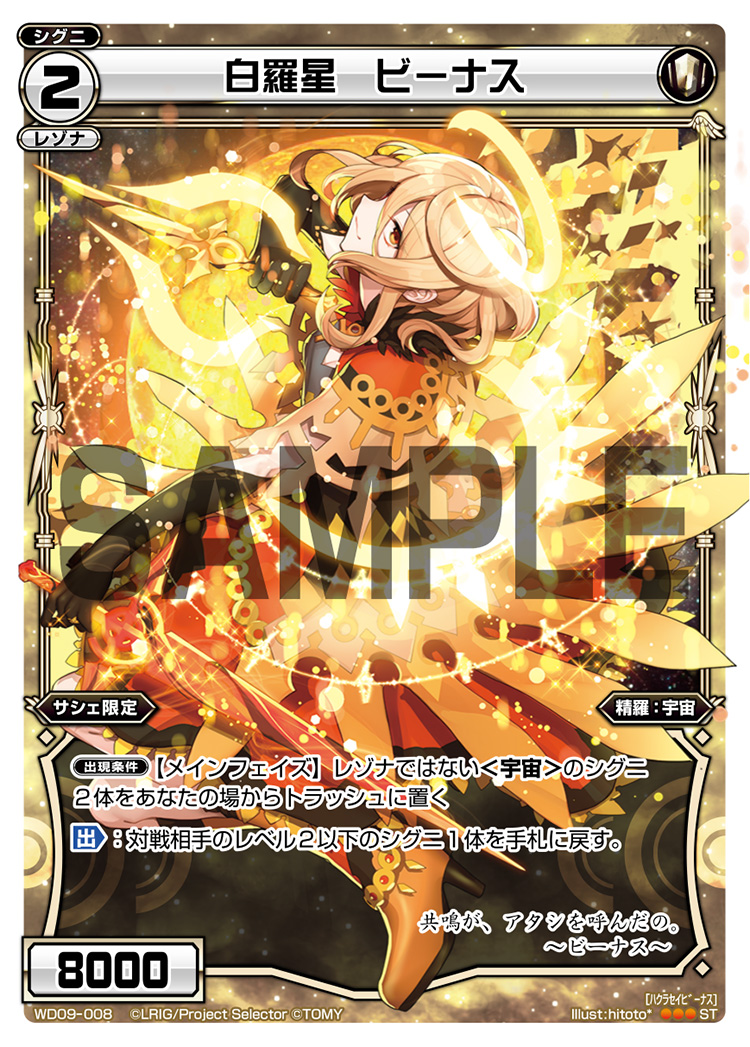 シグニ
2
白羅星 ビーナス
レゾナ
SAMPLE
サシェ限定
精羅：宇宙
出現条件【メインフェイズ】レゾナではない＜宇宙＞のシグニ
２体をあなたの場からトラッシュに置く
出：対戦相手のレベル２以下のシグニ１体を手札に戻す。
共鳴が、アタシを呼んだの。
～ビーナス～
8000
[ﾊｸﾗｾｲﾋﾞｰﾅｽ]
WD09-008 ©LRIG/Project Selector ©TOMY
Illust:hitoto* ST